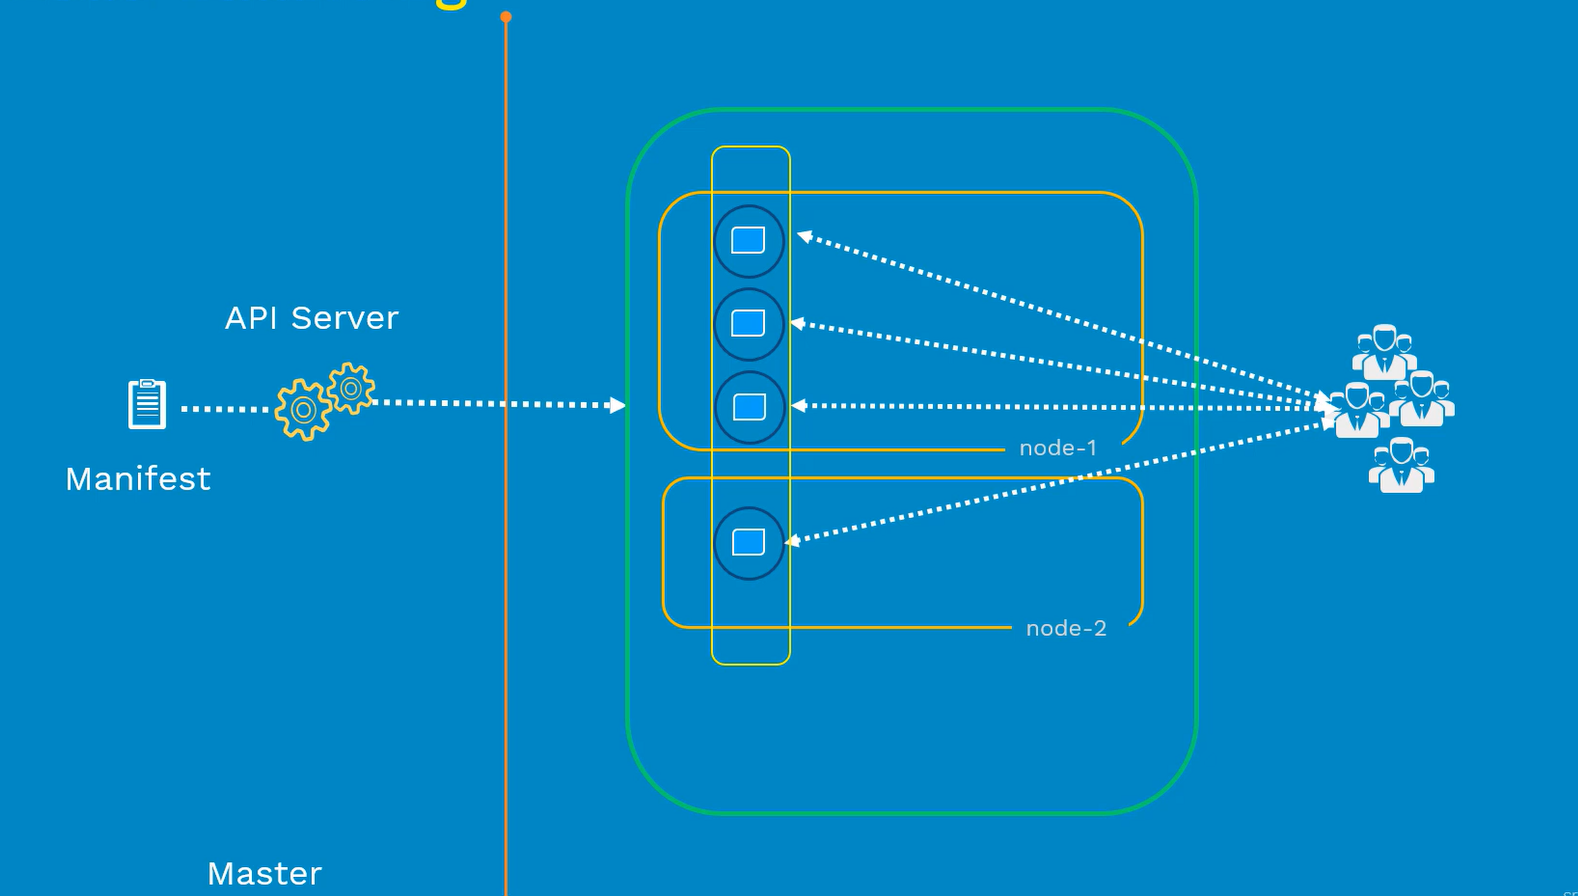 API Server
Manifest
node-1
node-2
Master